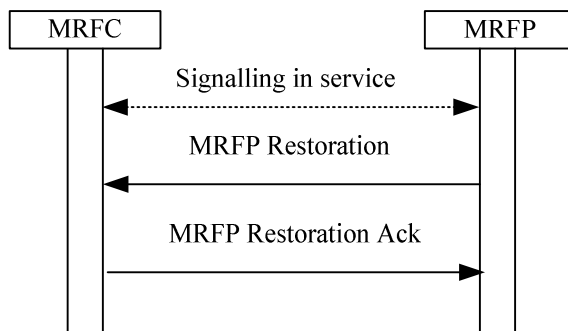 MRFC
MRFP
Signalling in service
MRFP Restoration
MRFP Restoration Ack